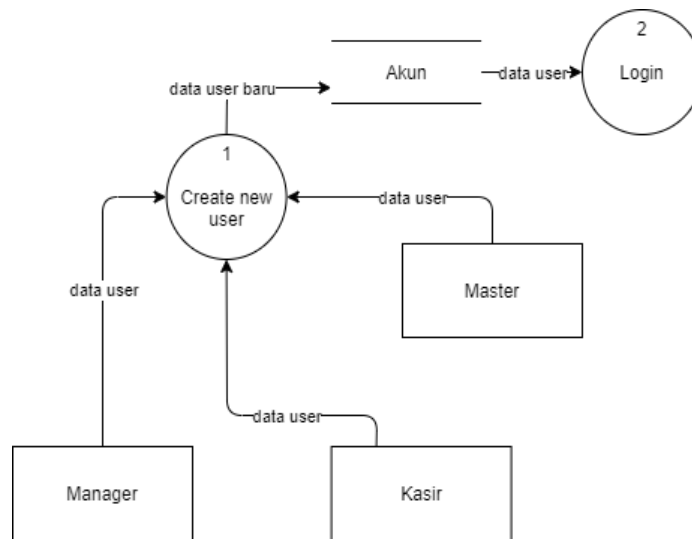 2
Login
Akun
data user
data user baru
1
Create new
user
data user
Master
data user
data user
Manager
Kasir